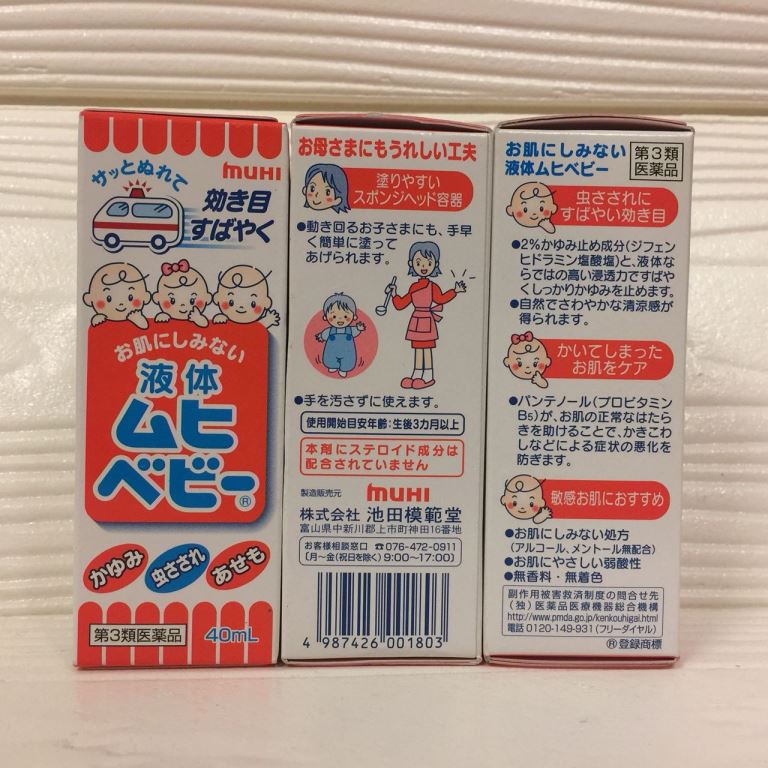 muHI
サッとぬれて
効き目
すばやく
お肌にしみない
液体
ムヒ
ベビー®
かゆみ
虫さされ
あせも
第3類医薬品
40mL
お母さまにもうれしい工夫
塗りやすい
スポンジヘッド容器
●動き回るお子さまにも、手早
く簡単に塗って
あげられます。
●手を汚さずに使えます。
使用開始目安年齢:生後3カ月以上
本剤にステロイド成分は
配合されていません
製造販売元
muHI
株式会社 池田模範堂
富山県中新川郡上市町神田16番地
お客様相談窓口 ☎076-472-0911
(月~金(祝日を除く)9:00~17:00)
4 987426 001803
お肌にしみない
液体ムヒベビー
第3類
医薬品
虫さされに
すばやい効き目
●2%かゆみ止め成分(ジフェン
ヒドラミン塩酸塩)と、液体な
らではの高い浸透力ですばや
くしっかりかゆみを止めます。
●自然でさわやかな清涼感が
得られます。
かいてしまった
お肌をケア
●パンテノール(プロビタミン
B5)が、お肌の正常なはたら
きを助けることで、かきこわ
しなどによる症状の悪化を
防ぎます。
敏感お肌におすすめ
●お肌にしみない処方
(アルコール、メントール無配合)
●お肌にやさしい弱酸性
●無香料・無着色
副作用被害救済制度の問合せ先
(独)医薬品医療機器総合機構
http://www.pmda.go.jp/kenkouhigai.html
電話 0120-149-931(フリーダイヤル)
®登録商標